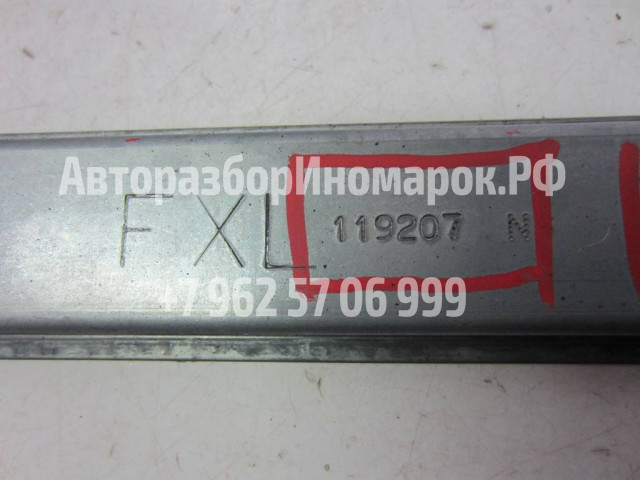 АвторазборИномарок.РФ
FXL 119207 N
+7 962 57 06 999